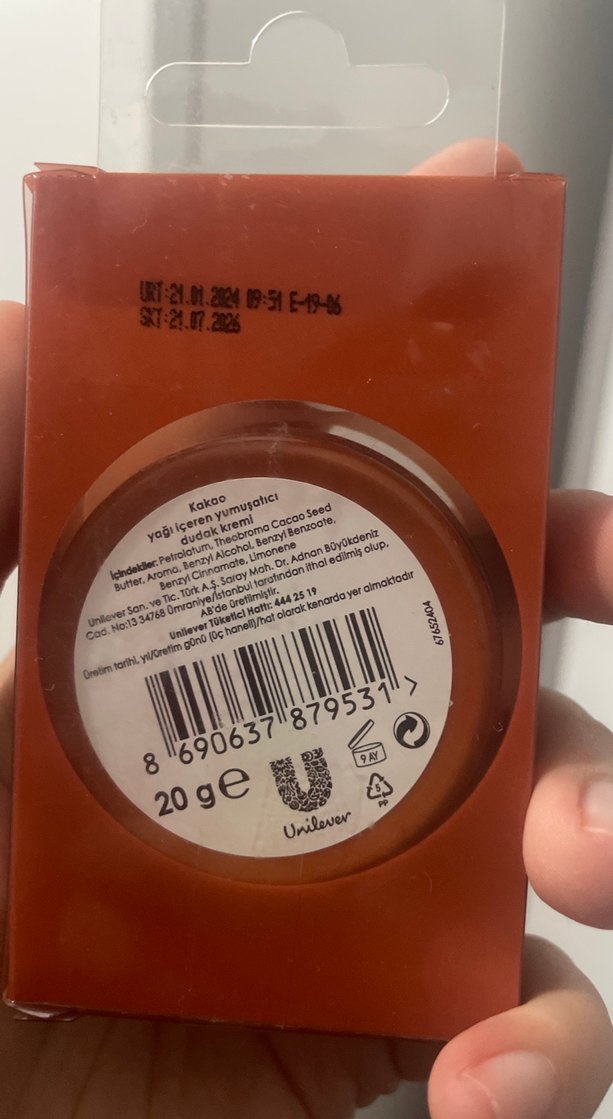 URT:21.01.2024 09:51 E-19-06
SKT:21.07.2026
Kakao
yağı içeren yumuşatıcı
dudak kremi
İçindekiler: Petrolatum, Theobroma Cacao Seed
Butter, Aroma, Benzyl Alcohol, Benzyl Benzoate,
Benzyl Cinnamate, Limonene
Unilever San. ve Tic. Türk A.Ş. Saray Mah. Dr. Adnan Büyükdeniz
Cad. No:13 34768 Ümraniye/İstanbul tarafından ithal edilmiş olup,
AB'de üretilmiştir.
Unilever Tüketici Hattı: 444 25 19
Üretim tarihi, yıl/üretim günü (üç haneli)/hat olarak kenarda yer almaktadır
67652404
8 690637 879531 >
20 g e
9 AY
5
PP
Unilever